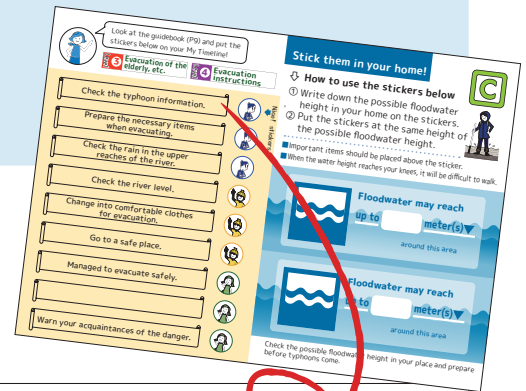 Look at the guidebook (P9) and put the
stickers below on your My Timeline!
3 Evacuation of the
elderly, etc.
4 Evacuation
instructions
Check the typhoon information.
Prepare the necessary items
when evacuating.
Check the rain in the upper
reaches of the river.
Check the river level.
Change into comfortable clothes
for evacuation.
Go to a safe place.
Managed to evacuate safely.
Warn your acquaintances of the danger.
Stick them in your home!
C
How to use the stickers below
① Write down the possible floodwater
height in your home on the stickers.
② Put the stickers at the same height of
the possible floodwater height.
Important items should be placed above the sticker.
When the water height reaches your knees, it will be difficult to walk.
Floodwater may reach
up to meter(s)
around this area
Floodwater may reach
up to meter(s)
around this area
Check the possible floodwater height in your place and prepare
before typhoons come.